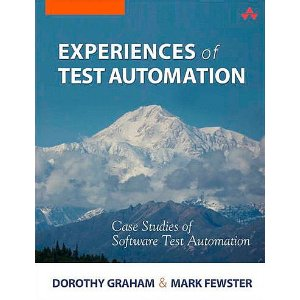 EXPERIENCES of
TEST AUTOMATION
Case Studies of
Software Test Automation
DOROTHY GRAHAM & MARK FEWSTER